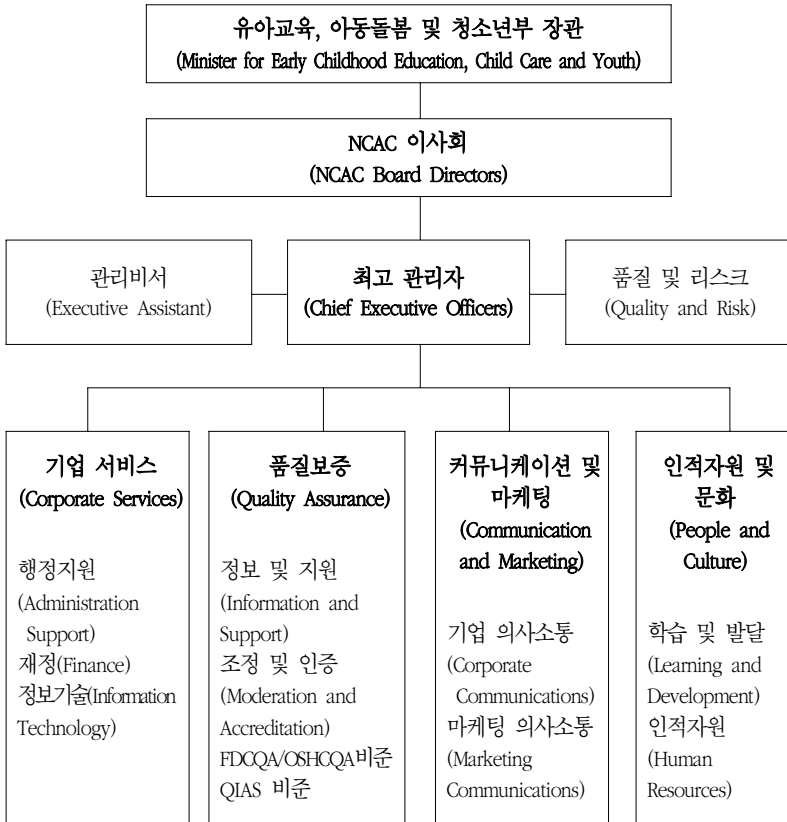 유아교육, 아동돌봄 및 청소년부 장관
(Minister for Early Childhood Education, Child Care and Youth)
NCAC 이사회
(NCAC Board Directors)
관리비서
(Executive Assistant)
최고 관리자
(Chief Executive Officers)
품질 및 리스크
(Quality and Risk)
기업 서비스
(Corporate Services)
행정지원
(Administration
Support)
재정(Finance)
정보기술(Information
Technology)
품질보증
(Quality Assurance)
정보 및 지원
(Information and
Support)
조정 및 인증
(Moderation and
Accreditation)
FDCQA/OSHCQA비준
QIAS 비준
커뮤니케이션 및
마케팅
(Communication
and Marketing)
기업 의사소통
(Corporate
Communications)
마케팅 의사소통
(Marketing
Communications)
인적자원 및
문화
(People and
Culture)
학습 및 발달
(Learning and
Development)
인적자원
(Human
Resources)